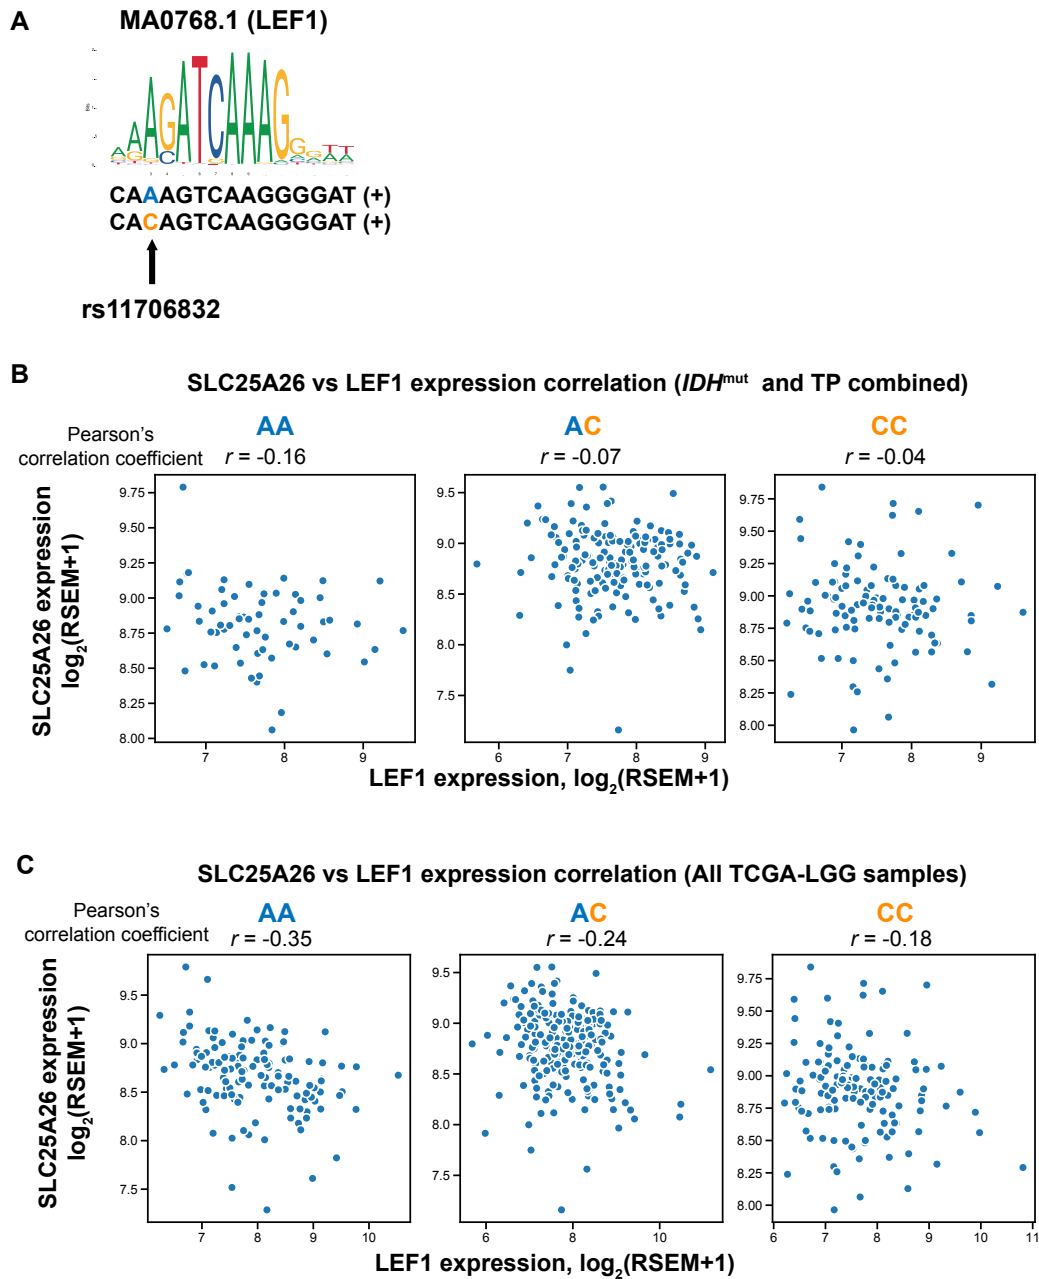 A
MA0768.1 (LEF1)
CAAAGTCAAGGGGAT (+)
CACAGTCAAGGGGAT (+)
rs11706832
B
SLC25A26 vs LEF1 expression correlation (IDHmut and TP combined)
Pearson's
correlation coefficient
AA
r = -0.16
AC
r = -0.07
CC
r = -0.04
SLC25A26 expression
log2(RSEM+1)
9.75
9.50
9.25
9.00
8.75
8.50
8.25
8.00
7 8 9
9.5
9.0
8.5
8.0
7.5
6 7 8 9
9.75
9.50
9.25
9.00
8.75
8.50
8.25
8.00
7 8 9
LEF1 expression, log2(RSEM+1)
C
SLC25A26 vs LEF1 expression correlation (All TCGA-LGG samples)
Pearson's
correlation coefficient
AA
r = -0.35
AC
r = -0.24
CC
r = -0.18
SLC25A26 expression
log2(RSEM+1)
9.5
9.0
8.5
8.0
7.5
7 8 9 10
9.5
9.0
8.5
8.0
7.5
6 8 10
9.75
9.50
9.25
9.00
8.75
8.50
8.25
8.00
6 7 8 9 10 11
LEF1 expression, log2(RSEM+1)